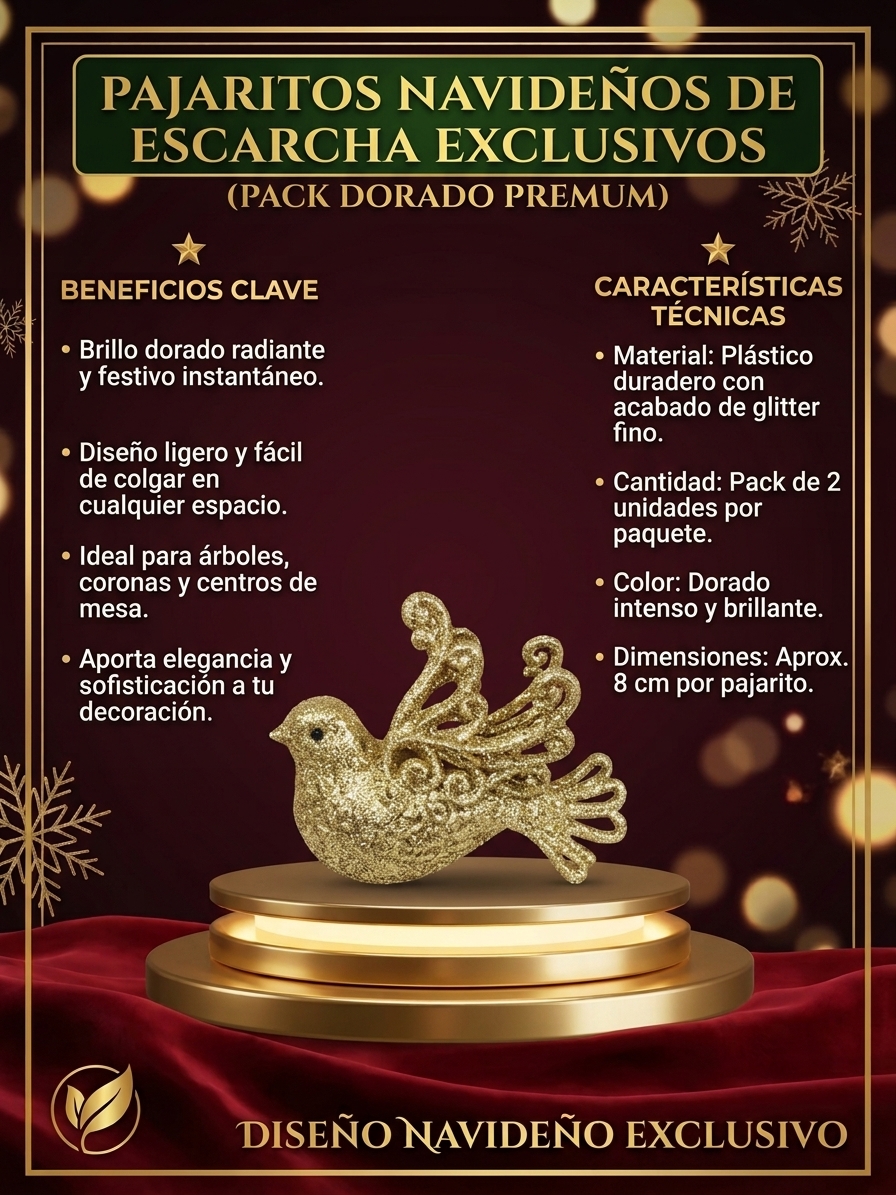 PAJARITOS NAVIDEÑOS DE
ESCARCHA EXCLUSIVOS
(PACK DORADO PREMUM)
BENEFICIOS CLAVE
• Brillo dorado radiante
y festivo instantáneo.
• Diseño ligero y fácil
de colgar en
cualquier espacio.
• Ideal para árboles,
coronas y centros de
mesa.
• Aporta elegancia y
sofisticación a tu
decoración.
CARACTERÍSTICAS
TÉCNICAS
• Material: Plástico
duradero con
acabado de glitter
fino.
• Cantidad: Pack de 2
unidades por
paquete.
• Color: Dorado
intenso y brillante.
• Dimensiones: Aprox.
8 cm por pajarito.
DISEÑO NAVIDEÑO EXCLUSIVO